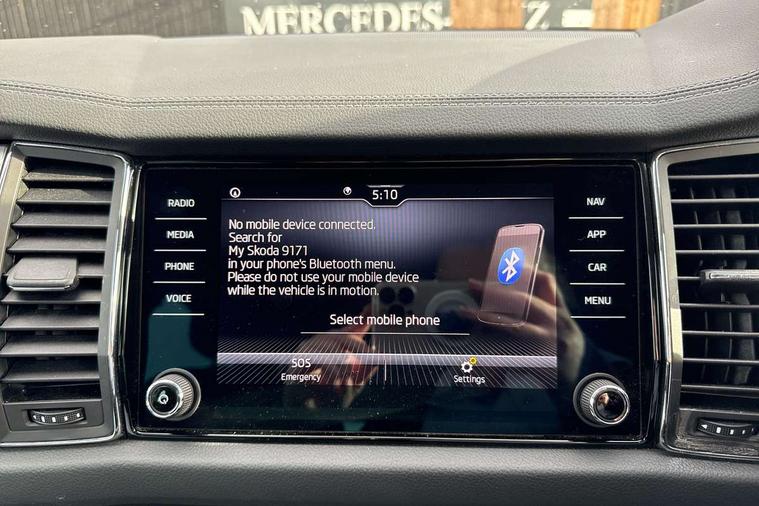 MERCEDES Z
5:10
RADIO
MEDIA
PHONE
VOICE
No mobile device connected.
Search for
My Skoda 9171
in your phone's Bluetooth menu.
Please do not use your mobile device
while the vehicle is in motion.
Select mobile phone
SOS
Emergency
Settings
NAV
APP
CAR
MENU